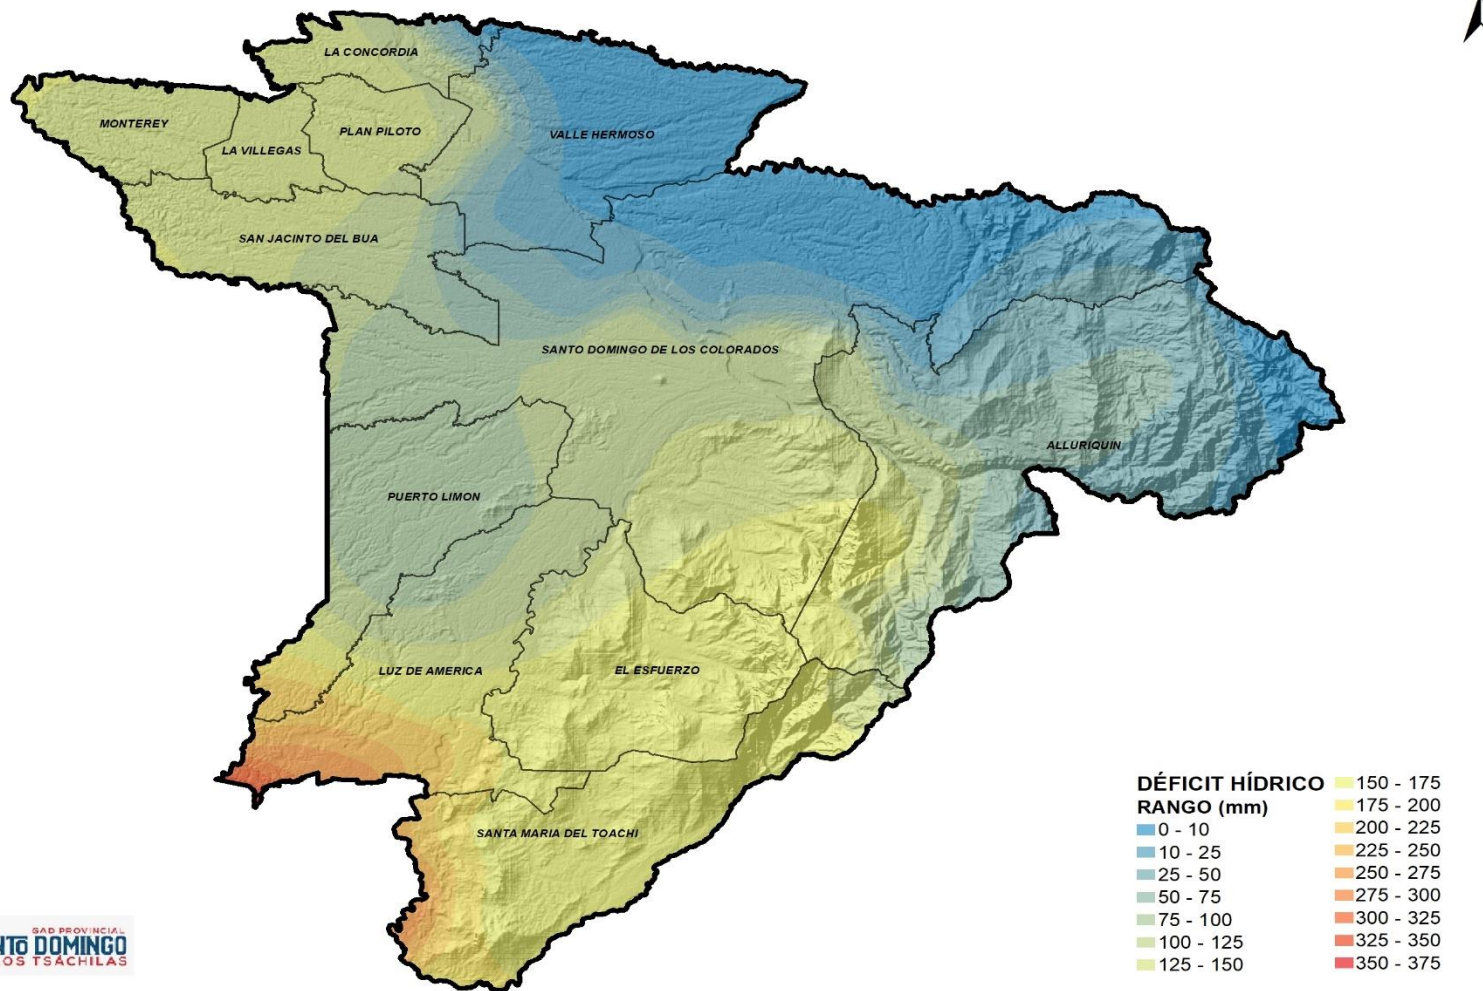 LA CONCORDIA
MONTEREY
PLAN PILOTO
VALLE HERMOSO
LA VILLEGAS
SAN JACINTO DEL BUA
SANTO DOMINGO DE LOS COLORADOS
ALLURIQUIN
PUERTO LIMON
LUZ DE AMERICA
EL ESFUERZO
SANTA MARIA DEL TOACHI
DÉFICIT HÍDRICO
RANGO (mm)
0 - 10
10 - 25
25 - 50
50 - 75
75 - 100
100 - 125
125 - 150
150 - 175
175 - 200
200 - 225
225 - 250
250 - 275
275 - 300
300 - 325
325 - 350
350 - 375
GAD PROVINCIAL
NTO DOMINGO
OS TSÁCHILAS